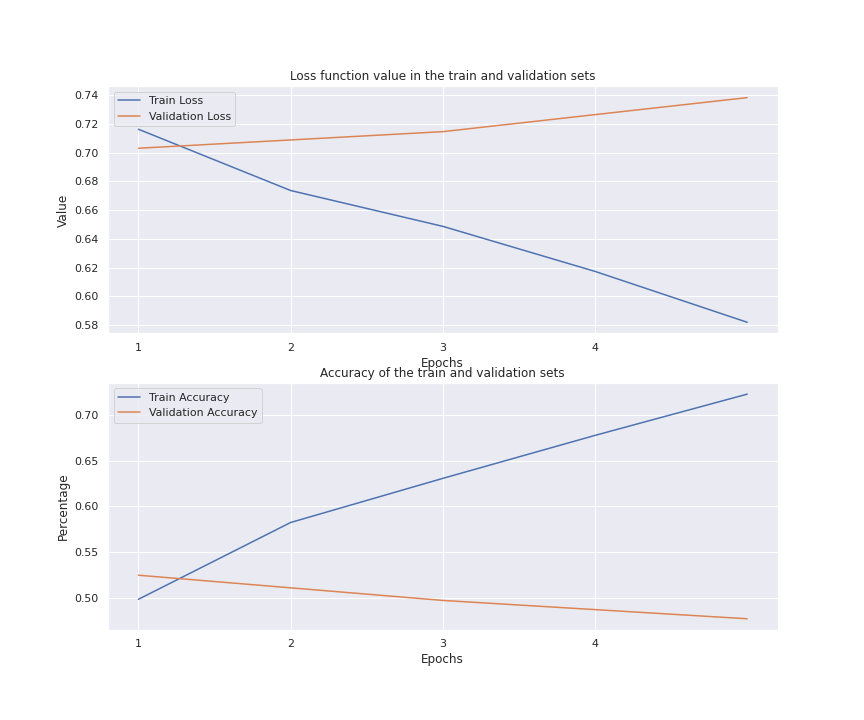 Loss function value in the train and validation sets
Train Loss
Validation Loss
Value
0.74
0.72
0.70
0.68
0.66
0.64
0.62
0.60
0.58
1 2 3 4
Epochs
Accuracy of the train and validation sets
Train Accuracy
Validation Accuracy
Percentage
0.70
0.65
0.60
0.55
0.50
1 2 3 4
Epochs